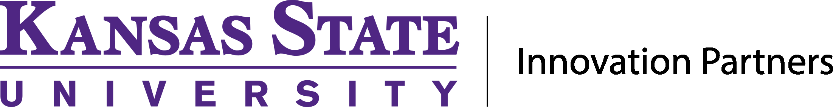 KANSAS STATE
UNIVERSITY
Innovation Partners